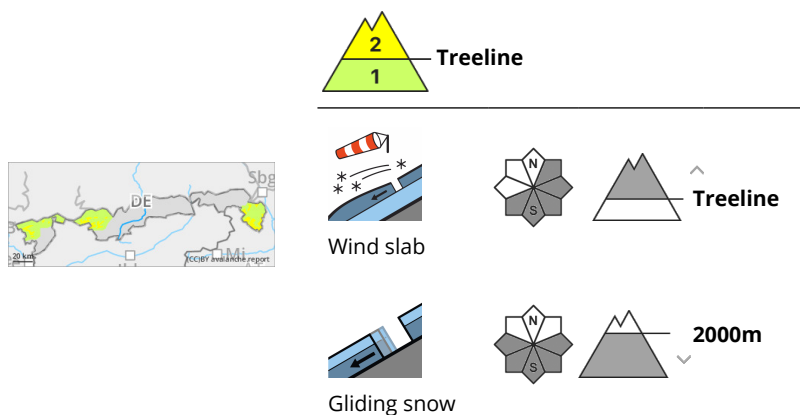 2
Treeline
1
Sbg
DE
20 km
(CC)BY avalanche.report
N
S
Treeline
Wind slab
N
S
2000m
Gliding snow